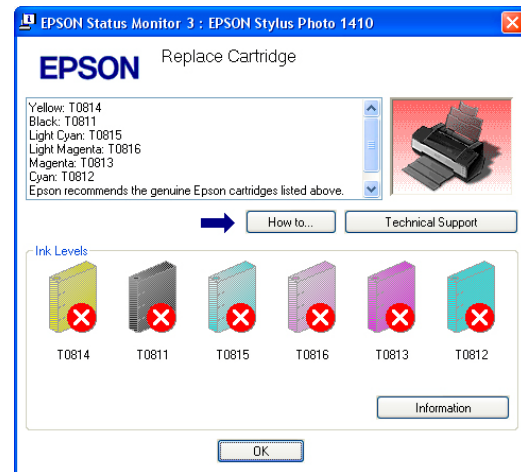 EPSON Status Monitor 3 : EPSON Stylus Photo 1410
EPSON
Replace Cartridge
Yellow: T0814
Black: T0811
Light Cyan: T0815
Light Magenta: T0816
Magenta: T0813
Cyan: T0812
Epson recommends the genuine Epson cartridges listed above.
How to... Technical Support
Ink Levels
T0814 T0811 T0815 T0816 T0813 T0812
Information
OK